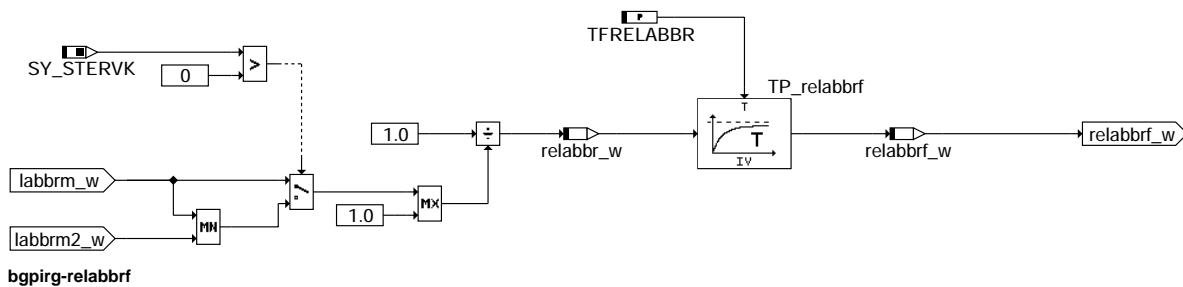 P
TFRELABBR
SY_STERVK
0
>
TP_relabbrf
T
1.0
÷
relabbr_w
T
IV
relabbrf_w
relabbrf_w
labbrm_w
1.0
MX
labbrm2_w
MN
bgpirg-relabbrf